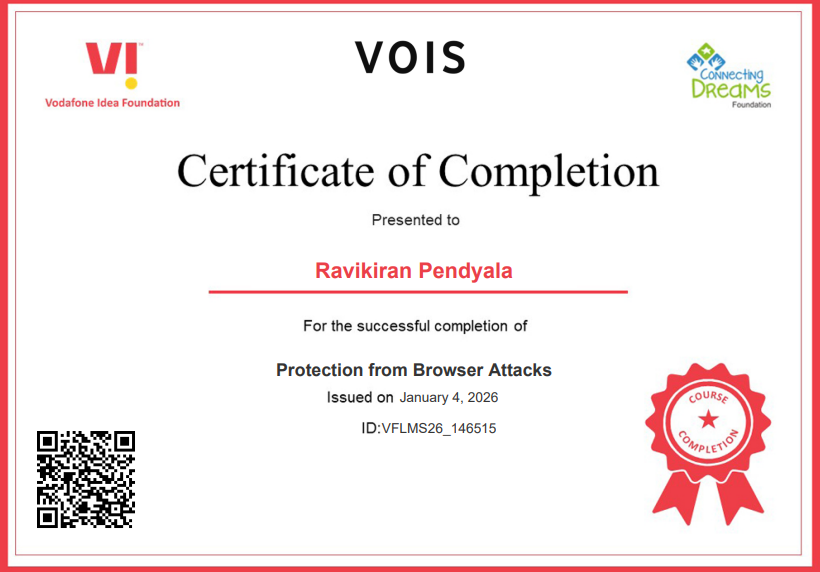 VI
Vodafone Idea Foundation
VOIS
Connecting
Dreams
Foundation
Certificate of Completion
Presented to
Ravikiran Pendyala
For the successful completion of
Protection from Browser Attacks
Issued on January 4, 2026
ID:VFLMS26_146515
COURSE
COMPLETION